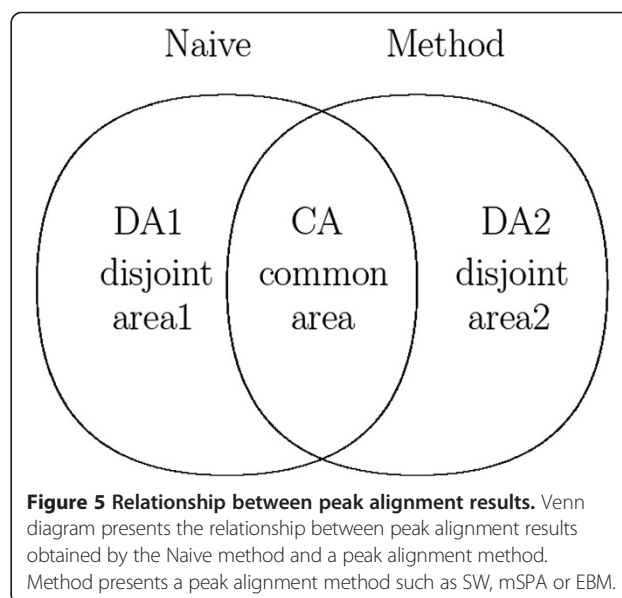 Naive Method
DA1 CA DA2
disjoint common disjoint
area1 area area2
Figure 5 Relationship between peak alignment results. Venn
diagram presents the relationship between peak alignment results
obtained by the Naive method and a peak alignment method.
Method presents a peak alignment method such as SW, mSPA or EBM.